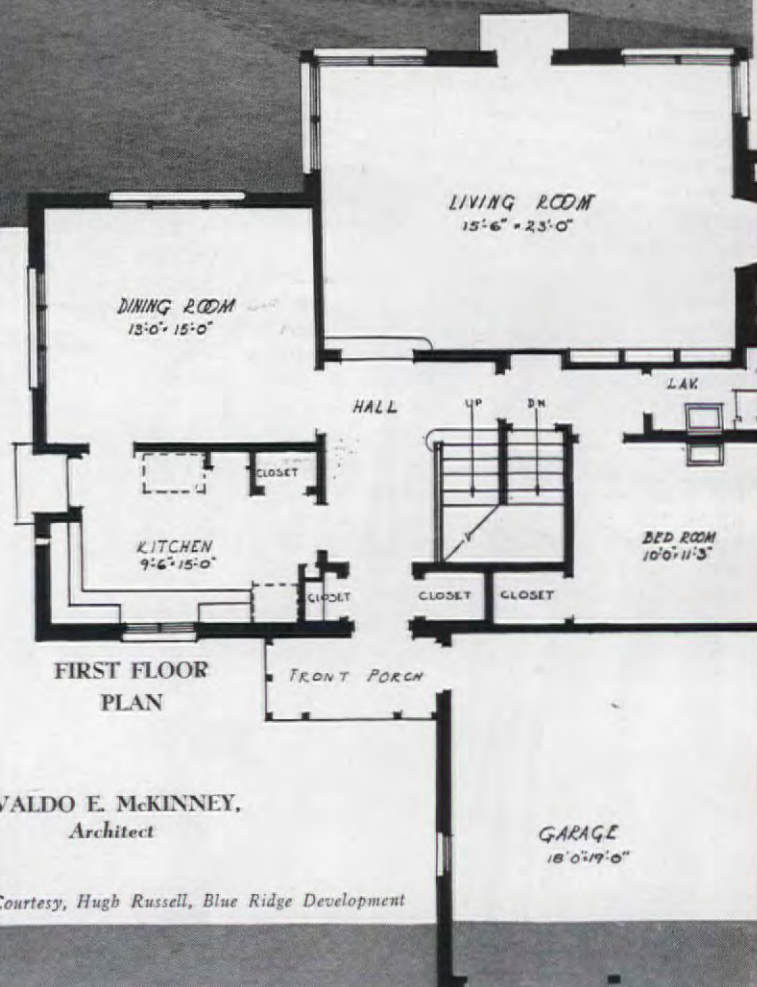 LIVING ROOM
15'-6" × 23'-0"
DINING ROOM
13'-0" × 15'-0"
HALL
UP
DN
LAV.
CLOSET
KITCHEN
9'-6" × 15'-0"
BED ROOM
10'0" × 11'-3"
CLOSET
CLOSET
CLOSET
FIRST FLOOR
PLAN
FRONT PORCH
VALDO E. McKINNEY,
Architect
GARAGE
18'0" × 19'-0"
Courtesy, Hugh Russell, Blue Ridge Development